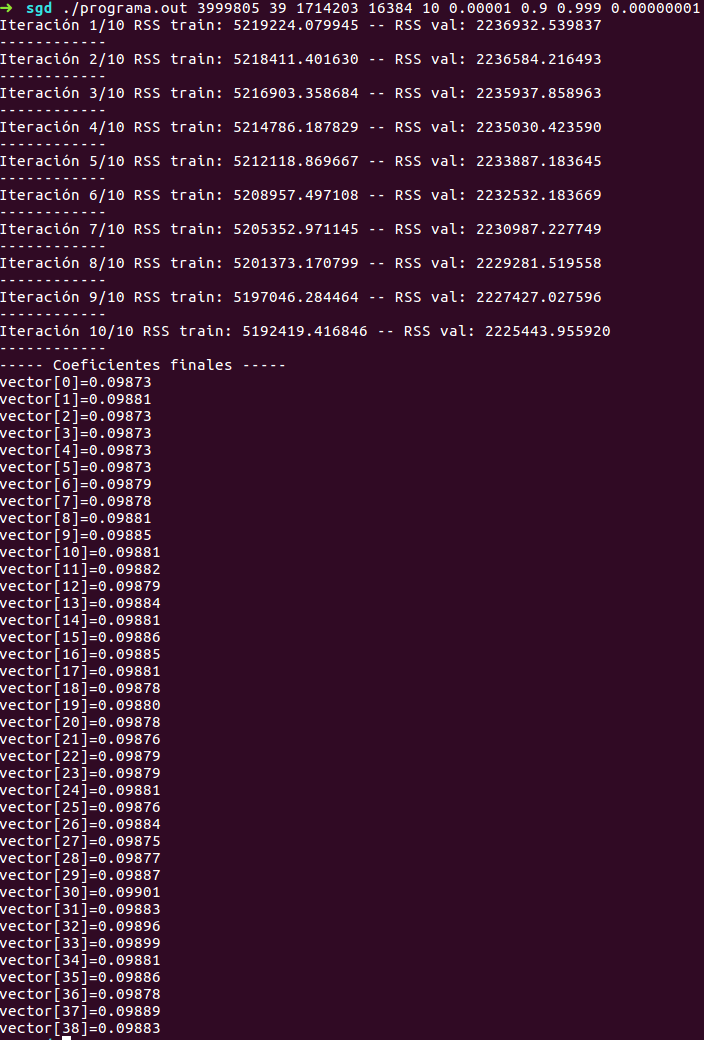 ➜ sgd ./programa.out 3999805 39 1714203 16384 10 0.00001 0.9 0.999 0.00000001
Iteración 1/10 RSS train: 5219224.079945 -- RSS val: 2236932.539837
------------
Iteración 2/10 RSS train: 5218411.401630 -- RSS val: 2236584.216493
------------
Iteración 3/10 RSS train: 5216903.358684 -- RSS val: 2235937.858963
------------
Iteración 4/10 RSS train: 5214786.187829 -- RSS val: 2235030.423590
------------
Iteración 5/10 RSS train: 5212118.869667 -- RSS val: 2233887.183645
------------
Iteración 6/10 RSS train: 5208957.497108 -- RSS val: 2232532.183669
------------
Iteración 7/10 RSS train: 5205352.971145 -- RSS val: 2230987.227749
------------
Iteración 8/10 RSS train: 5201373.170799 -- RSS val: 2229281.519558
------------
Iteración 9/10 RSS train: 5197046.284464 -- RSS val: 2227427.027596
------------
Iteración 10/10 RSS train: 5192419.416846 -- RSS val: 2225443.955920
------------
----- Coeficientes finales -----
vector[0]=0.09873
vector[1]=0.09881
vector[2]=0.09873
vector[3]=0.09873
vector[4]=0.09873
vector[5]=0.09873
vector[6]=0.09879
vector[7]=0.09878
vector[8]=0.09881
vector[9]=0.09885
vector[10]=0.09881
vector[11]=0.09882
vector[12]=0.09879
vector[13]=0.09884
vector[14]=0.09881
vector[15]=0.09886
vector[16]=0.09885
vector[17]=0.09881
vector[18]=0.09878
vector[19]=0.09880
vector[20]=0.09878
vector[21]=0.09876
vector[22]=0.09879
vector[23]=0.09879
vector[24]=0.09881
vector[25]=0.09876
vector[26]=0.09884
vector[27]=0.09875
vector[28]=0.09877
vector[29]=0.09887
vector[30]=0.09901
vector[31]=0.09883
vector[32]=0.09896
vector[33]=0.09899
vector[34]=0.09881
vector[35]=0.09886
vector[36]=0.09878
vector[37]=0.09889
vector[38]=0.09883